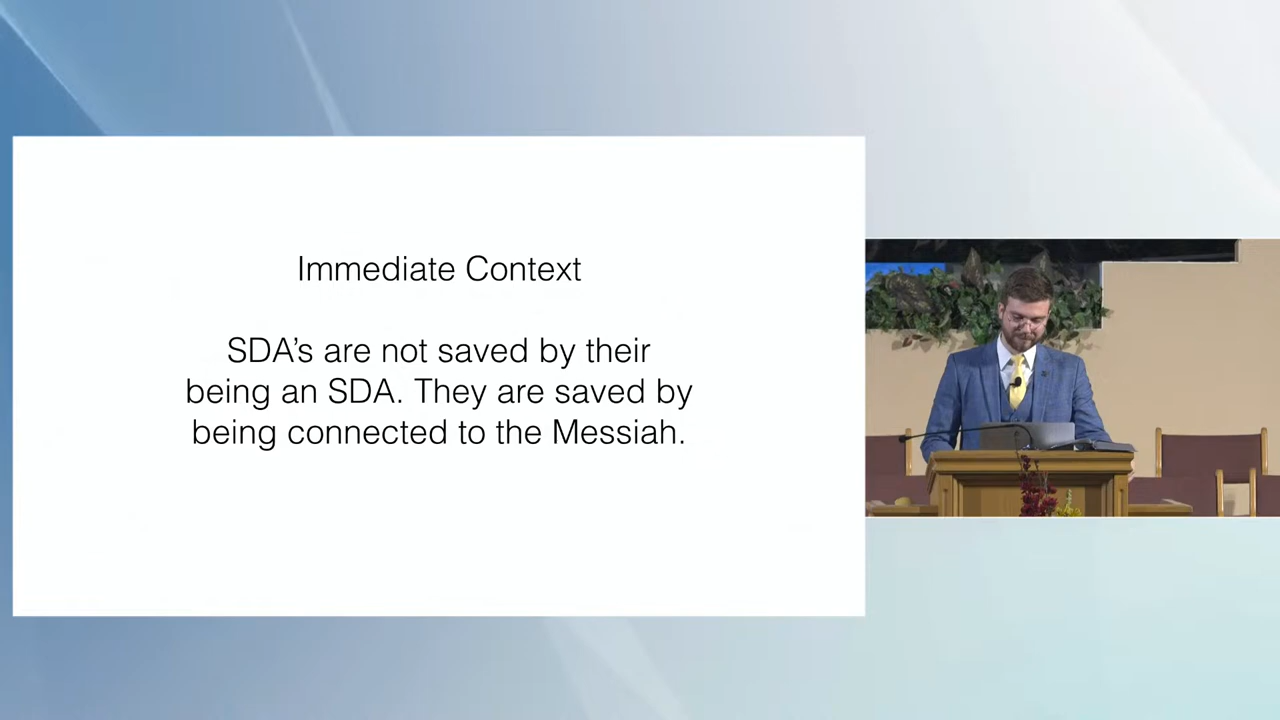 Immediate Context
SDA’s are not saved by their
being an SDA. They are saved by
being connected to the Messiah.